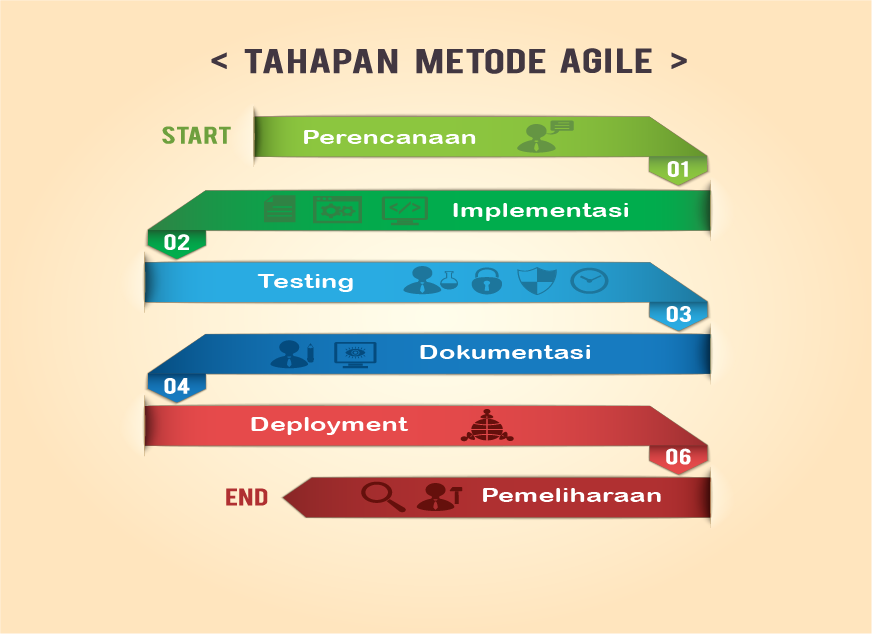 < TAHAPAN METODE AGILE >
START
Perencanaan
01
Implementasi
02
Testing
03
Dokumentasi
04
Deployment
06
END
Pemeliharaan